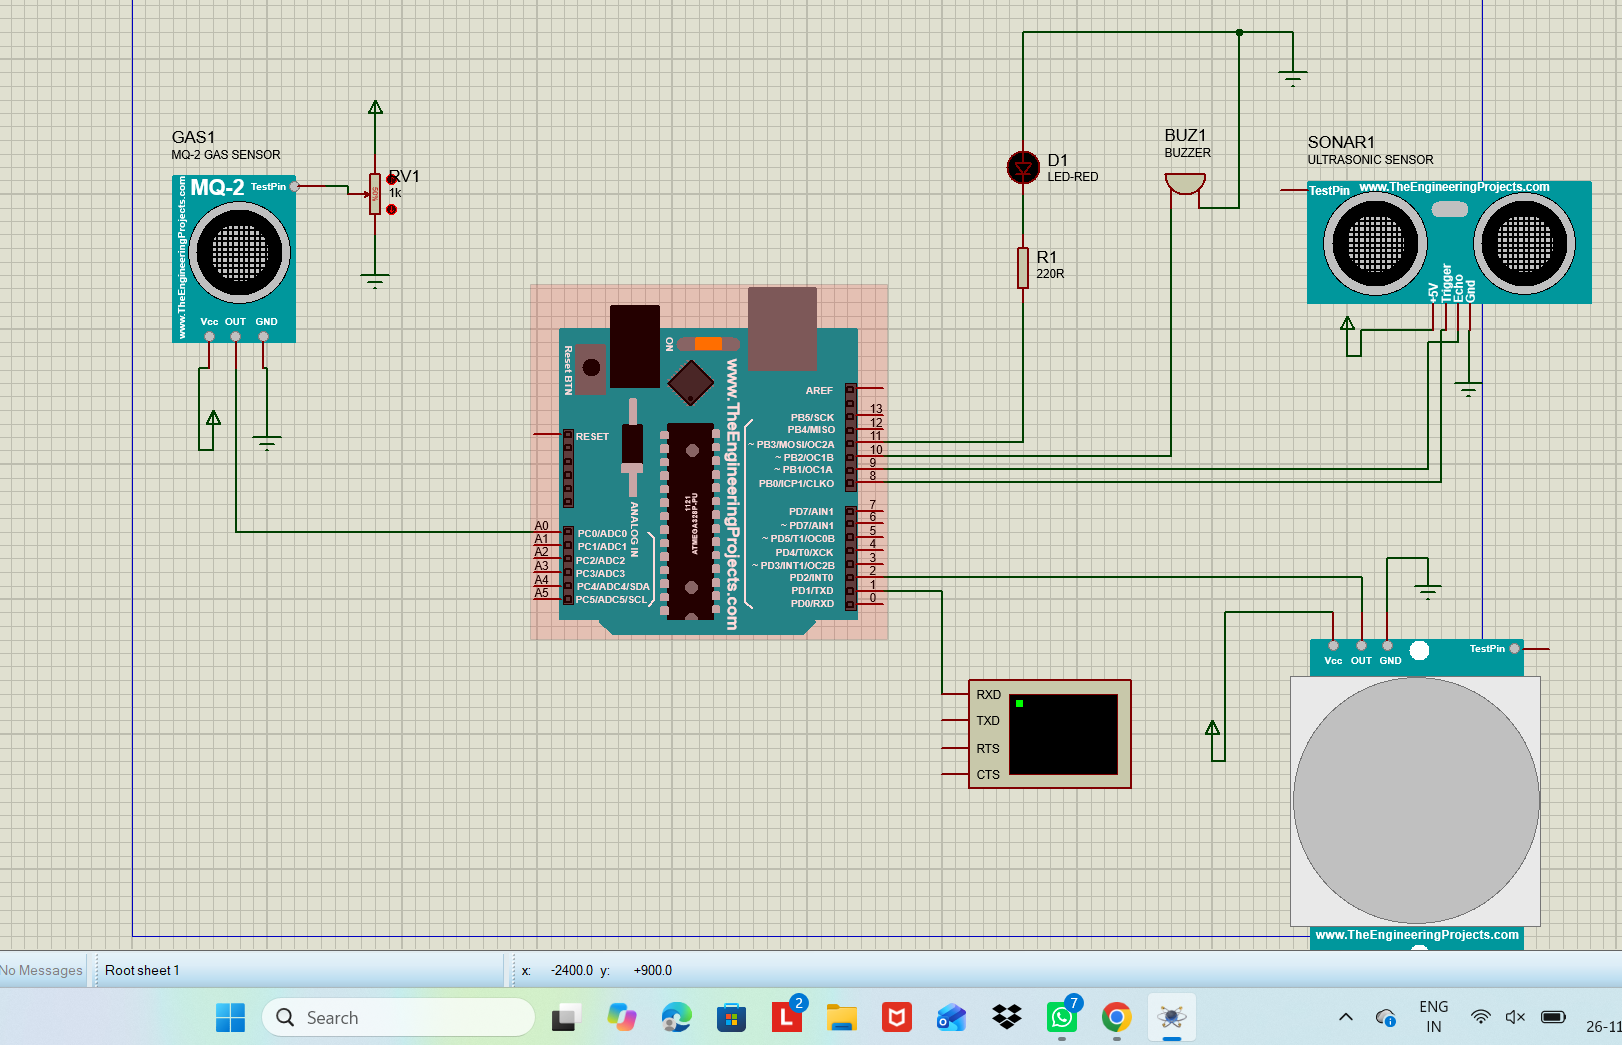 GAS1
MQ-2 GAS SENSOR
MQ-2
TestPin
www.TheEngineeringProjects.com
Vcc
OUT
GND
RV1
1k
50%
D1
LED-RED
R1
220R
BUZ1
BUZZER
SONAR1
ULTRASONIC SENSOR
TestPin
www.TheEngineeringProjects.com
+5V
Trigger
Echo
Gnd
Reset BTN
ON
www.TheEngineeringProjects.com
RESET
ANALOG IN
1121
ATMEGA328P-PU
A0
A1
A2
A3
A4
A5
PC0/ADC0
PC1/ADC1
PC2/ADC2
PC3/ADC3
PC4/ADC4/SDA
PC5/ADC5/SCL
AREF
PB5/SCK
PB4/MISO
~ PB3/MOSI/OC2A
~ PB2/OC1B
~ PB1/OC1A
PB0/ICP1/CLKO
PD7/AIN1
~ PD7/AIN1
~ PD5/T1/OC0B
PD4/T0/XCK
~ PD3/INT1/OC2B
PD2/INT0
PD1/TXD
PD0/RXD
13
12
11
10
9
8
7
6
5
4
3
2
1
0
RXD
TXD
RTS
CTS
Vcc
OUT
GND
TestPin
www.TheEngineeringProjects.com
No Messages
Root sheet 1
x: -2400.0 y: +900.0
Search
L
2
7
ENG
IN
26-11